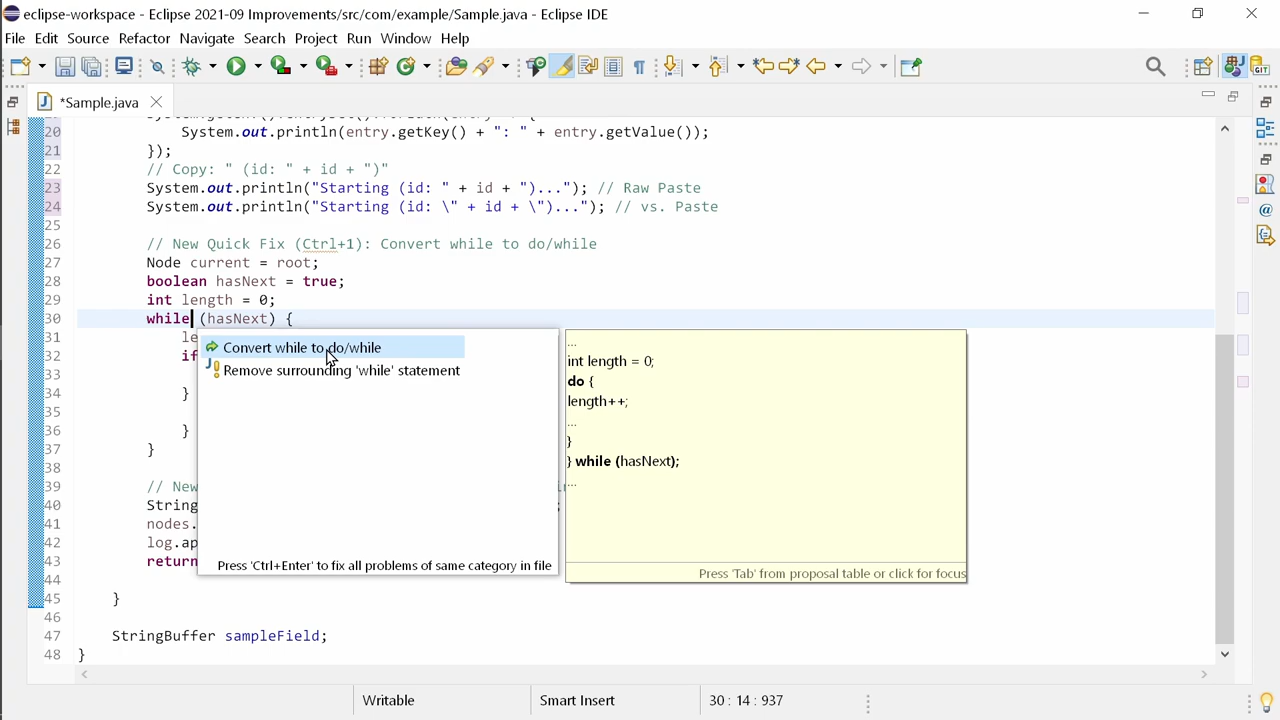 eclipse-workspace - Eclipse 2021-09 Improvements/src/com/example/Sample.java - Eclipse IDE
File Edit Source Refactor Navigate Search Project Run Window Help
*Sample.java
20 System.out.println(entry.getKey() + ": " + entry.getValue());
21 });
22 // Copy: " (id: " + id + ")"
23 System.out.println("Starting (id: " + id + ")..."); // Raw Paste
24 System.out.println("Starting (id: \" + id + \")..."); // vs. Paste
25
26 // New Quick Fix (Ctrl+1): Convert while to do/while
27 Node current = root;
28 boolean hasNext = true;
29 int length = 0;
30 while (hasNext) {
31 le
32 if
33
34 }
35
36 }
37 }
38
39 // New
40 String
41 nodes.
42 log.ap
43 return
44
45 }
46
47 StringBuffer sampleField;
48 }
Convert while to do/while
Remove surrounding 'while' statement
Press 'Ctrl+Enter' to fix all problems of same category in file
...
int length = 0;
do {
length++;
...
}
} while (hasNext);
...
Press 'Tab' from proposal table or click for focus
Writable Smart Insert 30 : 14 : 937